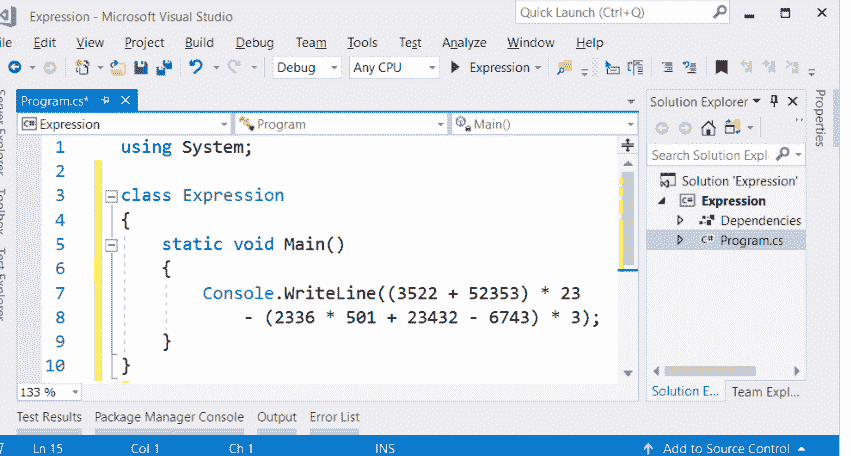 Expression - Microsoft Visual Studio
Quick Launch (Ctrl+Q)
Edit View Project Build Debug Team Tools Test Analyze Window Help
Debug Any CPU Expression
Program.cs*
Expression Program Main()
1 using System;
2
3 class Expression
4 {
5 static void Main()
6 {
7 Console.WriteLine((3522 + 52353) * 23
8 - (2336 * 501 + 23432 - 6743) * 3);
9 }
10 }
133 %
Solution Explorer
Search Solution Expl
Solution 'Expression'
Expression
Dependencies
C# Program.cs
Solution E... Team Expl...
Properties
Toolbox
Test Results Package Manager Console Output Error List
Ln 15 Col 1 Ch 1 INS Add to Source Control